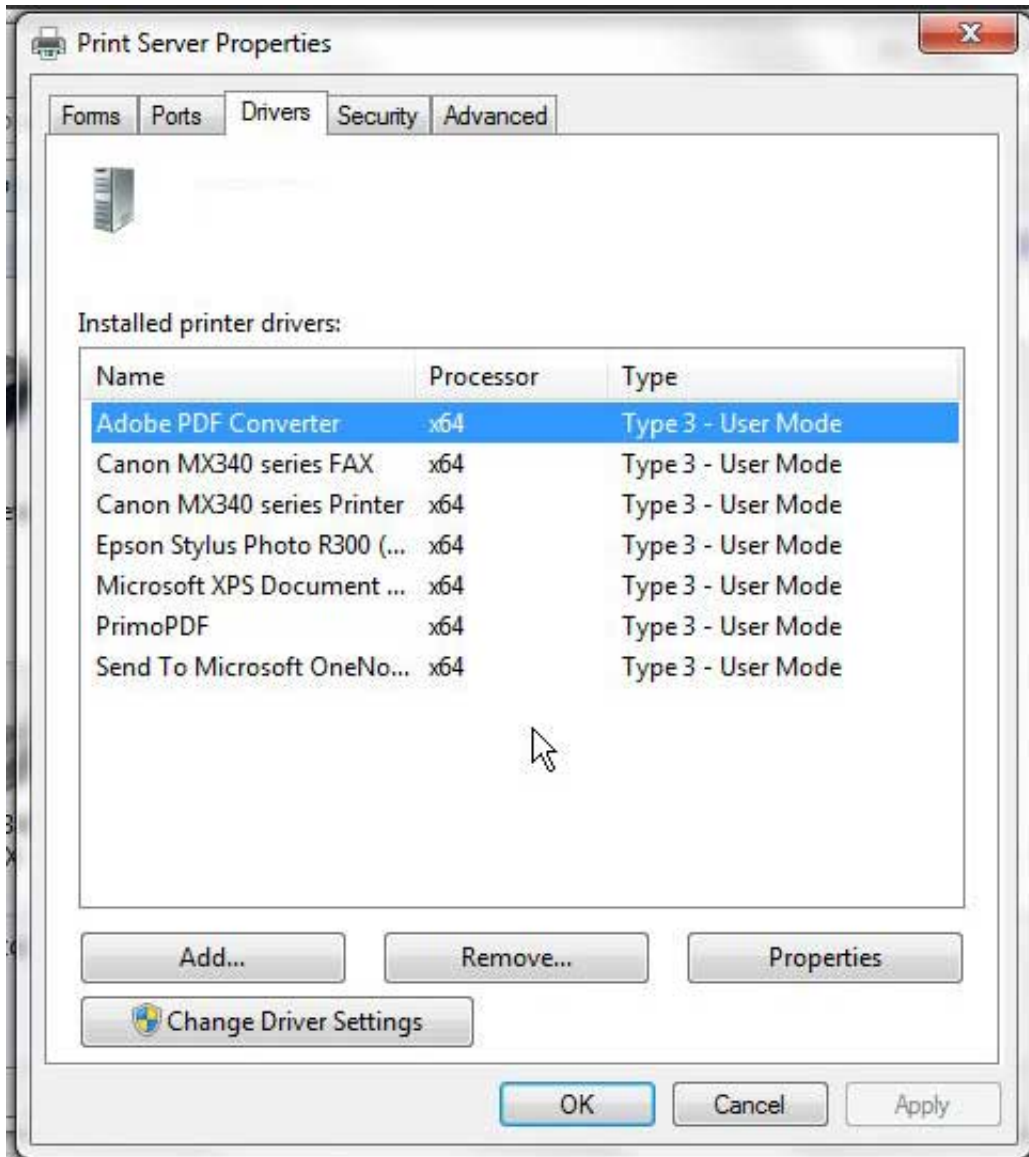 Print Server Properties
Forms Ports Drivers Security Advanced
Installed printer drivers:
Name Processor Type
Adobe PDF Converter x64 Type 3 - User Mode
Canon MX340 series FAX x64 Type 3 - User Mode
Canon MX340 series Printer x64 Type 3 - User Mode
Epson Stylus Photo R300 (... x64 Type 3 - User Mode
Microsoft XPS Document ... x64 Type 3 - User Mode
PrimoPDF x64 Type 3 - User Mode
Send To Microsoft OneNo... x64 Type 3 - User Mode
Add... Remove... Properties
Change Driver Settings
OK Cancel Apply